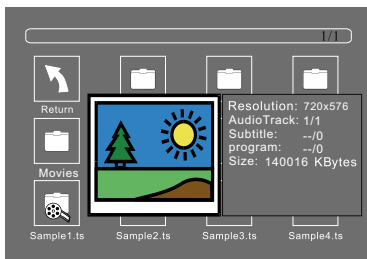 1/1
Return
Resolution: 720x576
AudioTrack: 1/1
Subtitle: --/0
program: --/0
Size: 140016 KBytes
Movies
Sample1.ts Sample2.ts Sample3.ts Sample4.ts